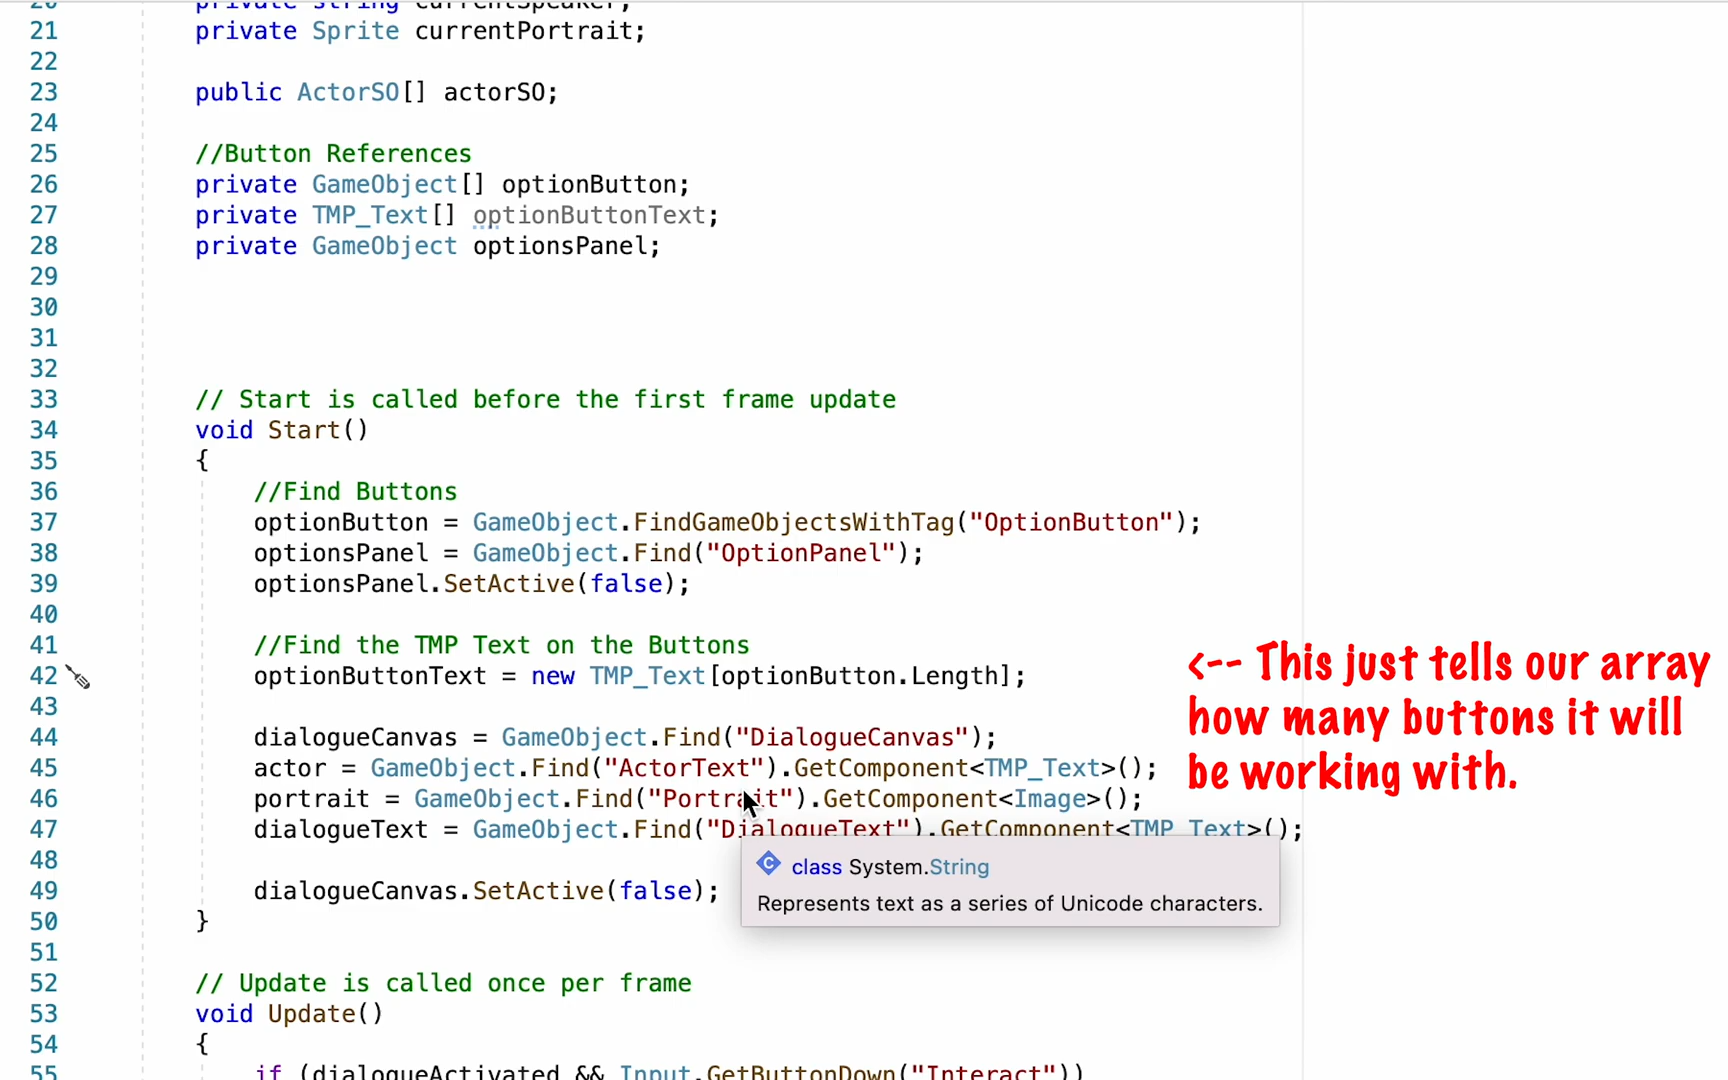 20 private string currentSpeaker;
21 private Sprite currentPortrait;
22
23 public ActorSO[] actorSO;
24
25 //Button References
26 private GameObject[] optionButton;
27 private TMP_Text[] optionButtonText;
28 private GameObject optionsPanel;
29
30
31
32
33 // Start is called before the first frame update
34 void Start()
35 {
36 //Find Buttons
37 optionButton = GameObject.FindGameObjectsWithTag("OptionButton");
38 optionsPanel = GameObject.Find("OptionPanel");
39 optionsPanel.SetActive(false);
40
41 //Find the TMP Text on the Buttons
42 optionButtonText = new TMP_Text[optionButton.Length];
<-- This just tells our array
how many buttons it will
be working with.
43
44 dialogueCanvas = GameObject.Find("DialogueCanvas");
45 actor = GameObject.Find("ActorText").GetComponent<TMP_Text>();
46 portrait = GameObject.Find("Portrait").GetComponent<Image>();
47 dialogueText = GameObject.Find("DialogueText").GetComponent<TMP_Text>();
class System.String
Represents text as a series of Unicode characters.
48
49 dialogueCanvas.SetActive(false);
50 }
51
52 // Update is called once per frame
53 void Update()
54 {
55 if (dialogueActivated && Input.GetButtonDown("Interact"))